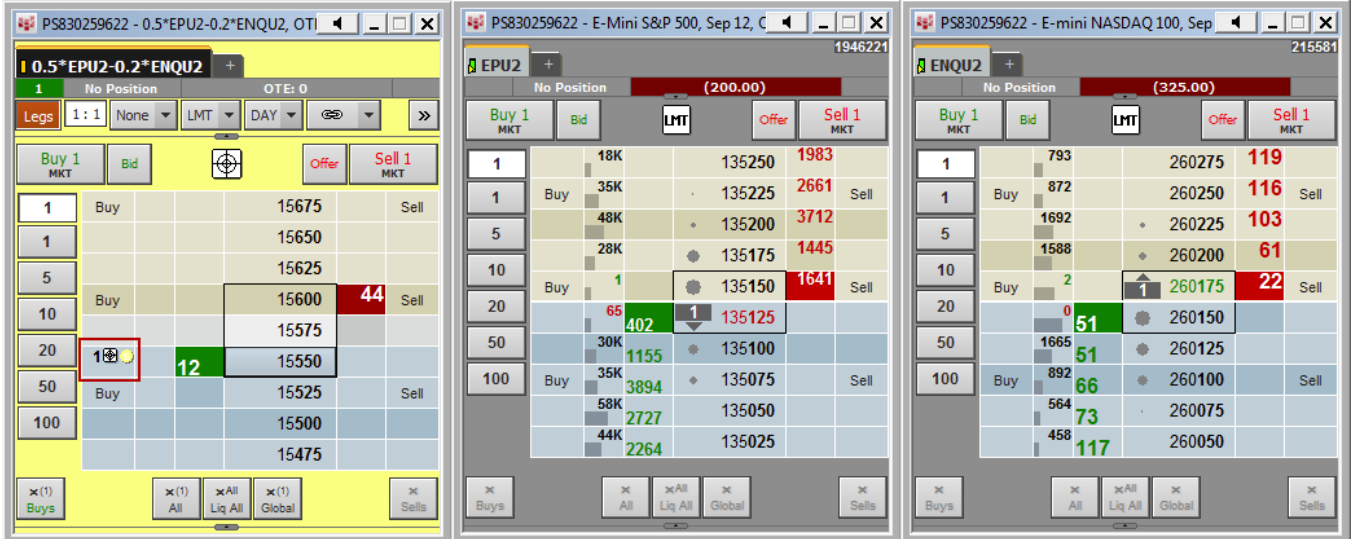 PS830259622 - 0.5*EPU2-0.2*ENQU2, OTI
0.5*EPU2-0.2*ENQU2 +
1 No Position OTE: 0
Legs 1 : 1 None LMT DAY »
Buy 1 MKT Bid Offer Sell 1 MKT
1 Buy 15675 Sell
1 15650
5 15625
10 Buy 15600 44 Sell
15575
20 1 12 15550
50 Buy 15525 Sell
100 15500
15475
×(1) Buys ×(1) All ×All Liq All ×(1) Global × Sells
PS830259622 - E-Mini S&P 500, Sep 12, C
1946221
EPU2 +
No Position (200.00)
Buy 1 MKT Bid LMT Offer Sell 1 MKT
1 18K 135250 1983
1 Buy 35K 135225 2661 Sell
5 48K 135200 3712
10 28K 135175 1445
Buy 1 135150 1641 Sell
20 65 402 1 135125
50 30K 1155 135100
100 Buy 35K 3894 135075 Sell
58K 2727 135050
44K 2264 135025
× Buys × All ×All Liq All × Global × Sells
PS830259622 - E-mini NASDAQ 100, Sep
215581
ENQU2 +
No Position (325.00)
Buy 1 MKT Bid LMT Offer Sell 1 MKT
1 793 260275 119
1 Buy 872 260250 116 Sell
5 1692 260225 103
10 1588 260200 61
Buy 2 1 260175 22 Sell
20 0 51 260150
50 1665 51 260125
100 Buy 892 66 260100 Sell
564 73 260075
458 117 260050
× Buys × All ×All Liq All × Global × Sells